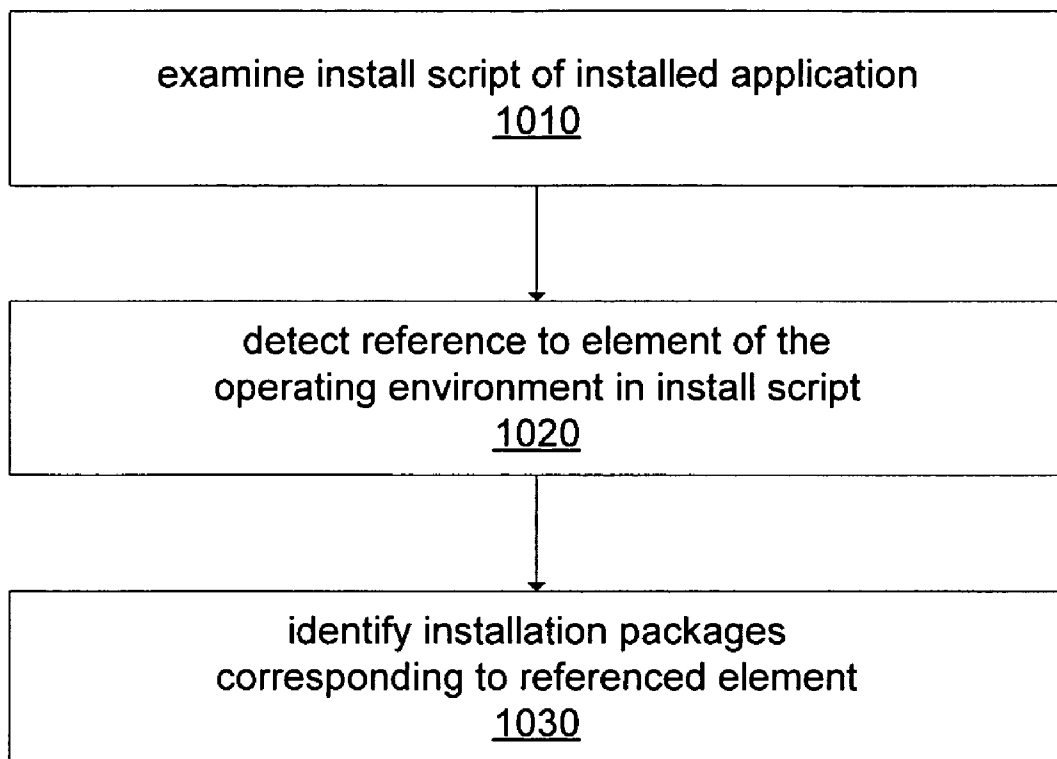 examine install script of installed application
1010
detect reference to element of the
operating environment in install script
1020
identify installation packages
corresponding to referenced element
1030